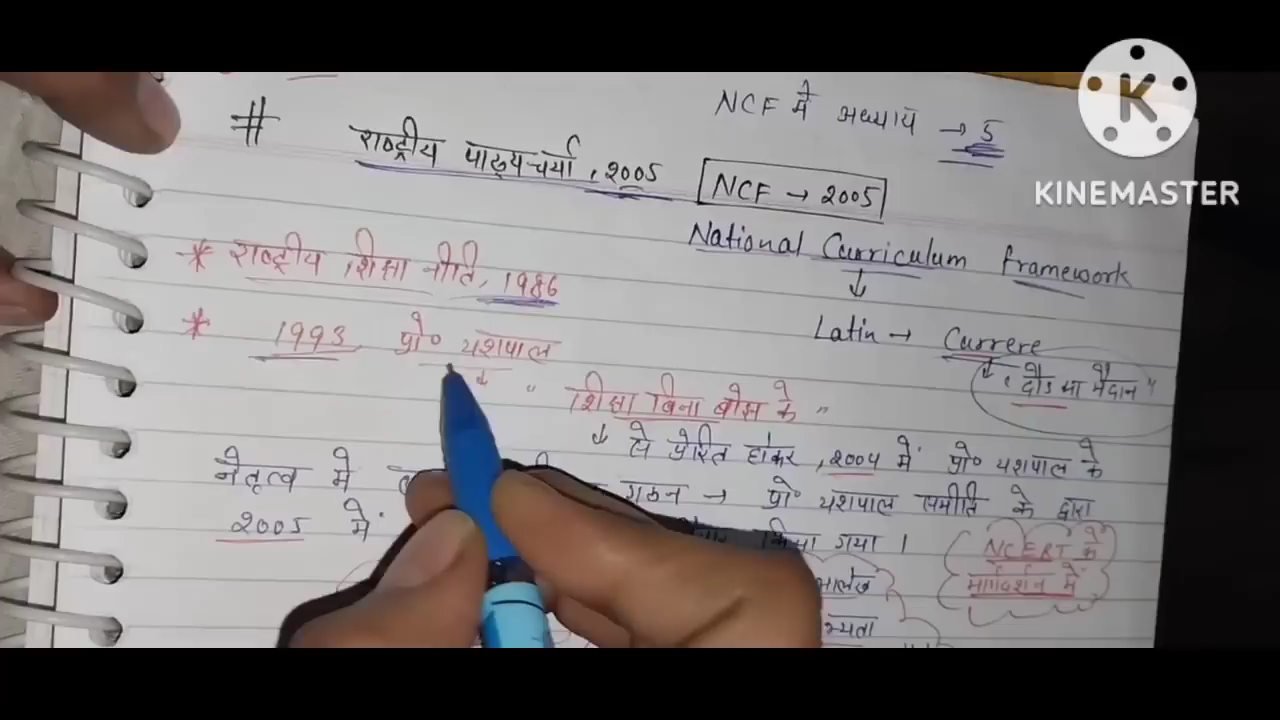 NCF में अध्याय → 5
# राष्ट्रीय पाठ्यचर्या, 2005
NCF → 2005
National Curriculum framework
* राष्ट्रीय शिक्षा नीति, 1986
↓
Latin → Currere
* 1993 प्रो॰ यशपाल
↓ "दौड़ का मैदान"
↓ " शिक्षा बिना बोझ के "
↓ से प्रेरित होकर, 2004 में प्रो॰ यशपाल के
नेतृत्व में गठन → प्रो॰ यशपाल समीति के द्वारा
2005 में किया गया ।
NCERT के
मार्गदर्शन में
KINEMASTER